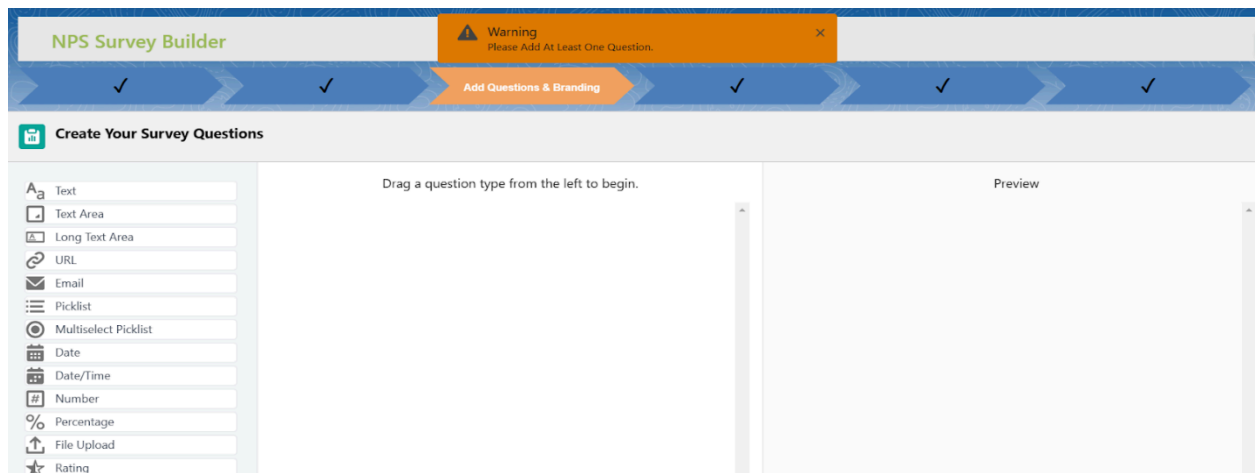 NPS Survey Builder
Warning
Please Add At Least One Question.
Add Questions & Branding
Create Your Survey Questions
Text
Text Area
Long Text Area
URL
Email
Picklist
Multiselect Picklist
Date
Date/Time
Number
Percentage
File Upload
Rating
Drag a question type from the left to begin.
Preview